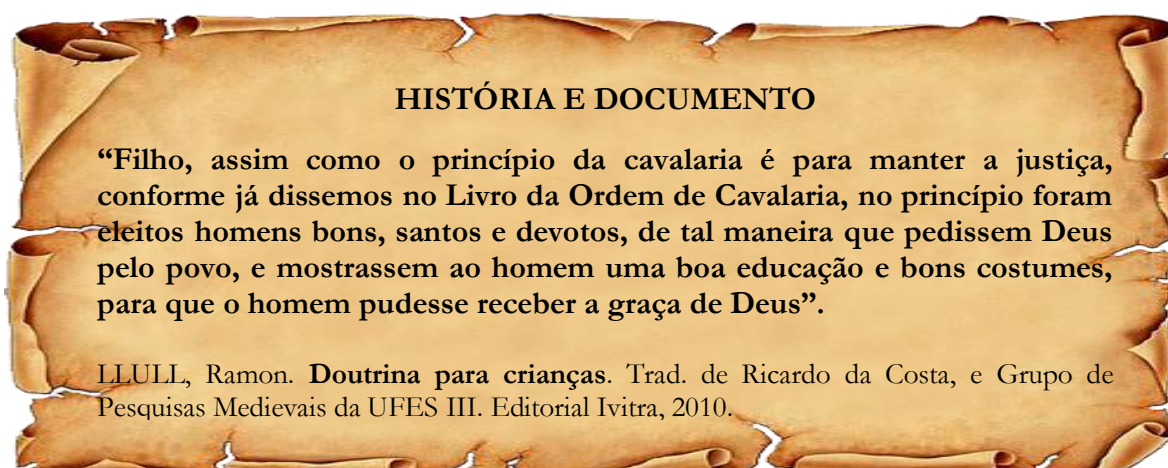 HISTÓRIA E DOCUMENTO
“Filho, assim como o princípio da cavalaria é para manter a justiça,
conforme já dissemos no Livro da Ordem de Cavalaria, no princípio foram
eleitos homens bons, santos e devotos, de tal maneira que pedissem Deus
pelo povo, e mostrassem ao homem uma boa educação e bons costumes,
para que o homem pudesse receber a graça de Deus”.
LLULL, Ramon. Doutrina para crianças. Trad. de Ricardo da Costa, e Grupo de
Pesquisas Medievais da UFES III. Editorial Ivitra, 2010.